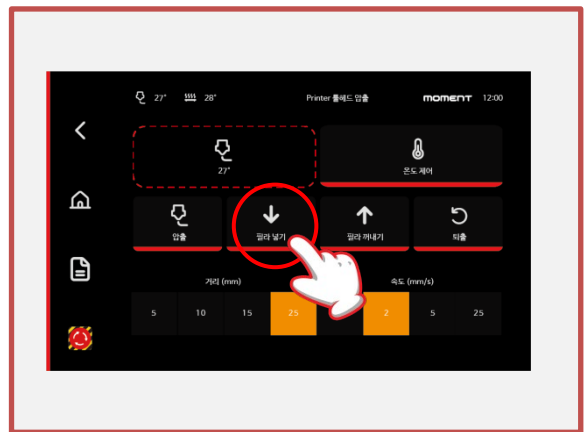 27° 28° Printer 툴헤드 압출 moment 12:00
27°
온도 제어
압출 필라 넣기 필라 꺼내기 퇴출
거리 (mm) 속도 (mm/s)
5 10 15 25 2 5 25